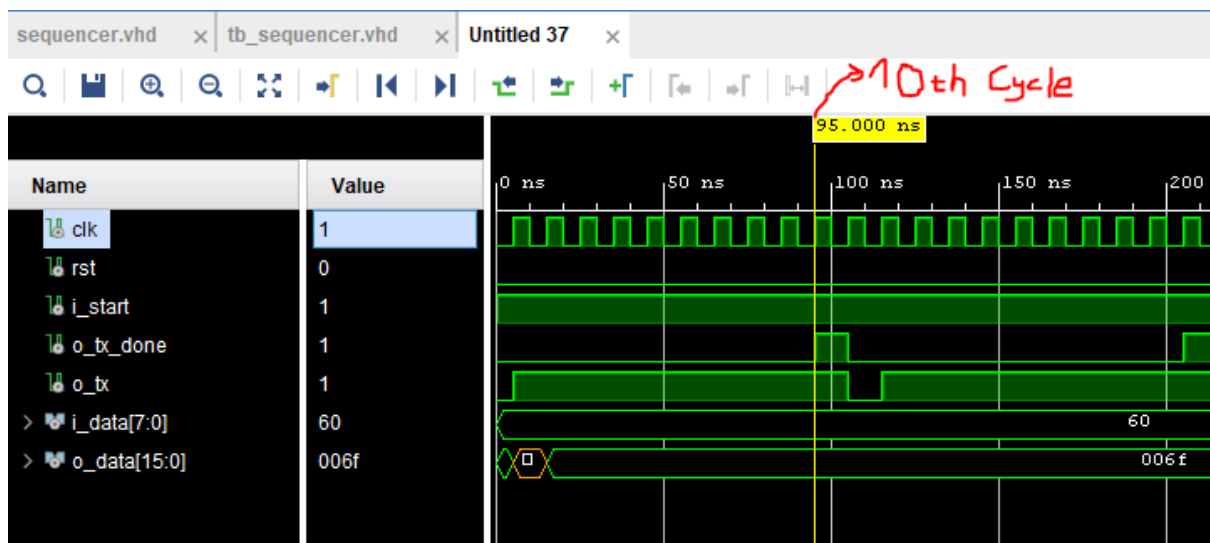 sequencer.vhd × tb_sequencer.vhd × Untitled 37 ×
10th Cycle
95.000 ns
Name Value 0 ns 50 ns 100 ns 150 ns 200
clk 1
rst 0
i_start 1
o_tx_done 1
o_tx 1
> i_data[7:0] 60 60
> o_data[15:0] 006f 006f